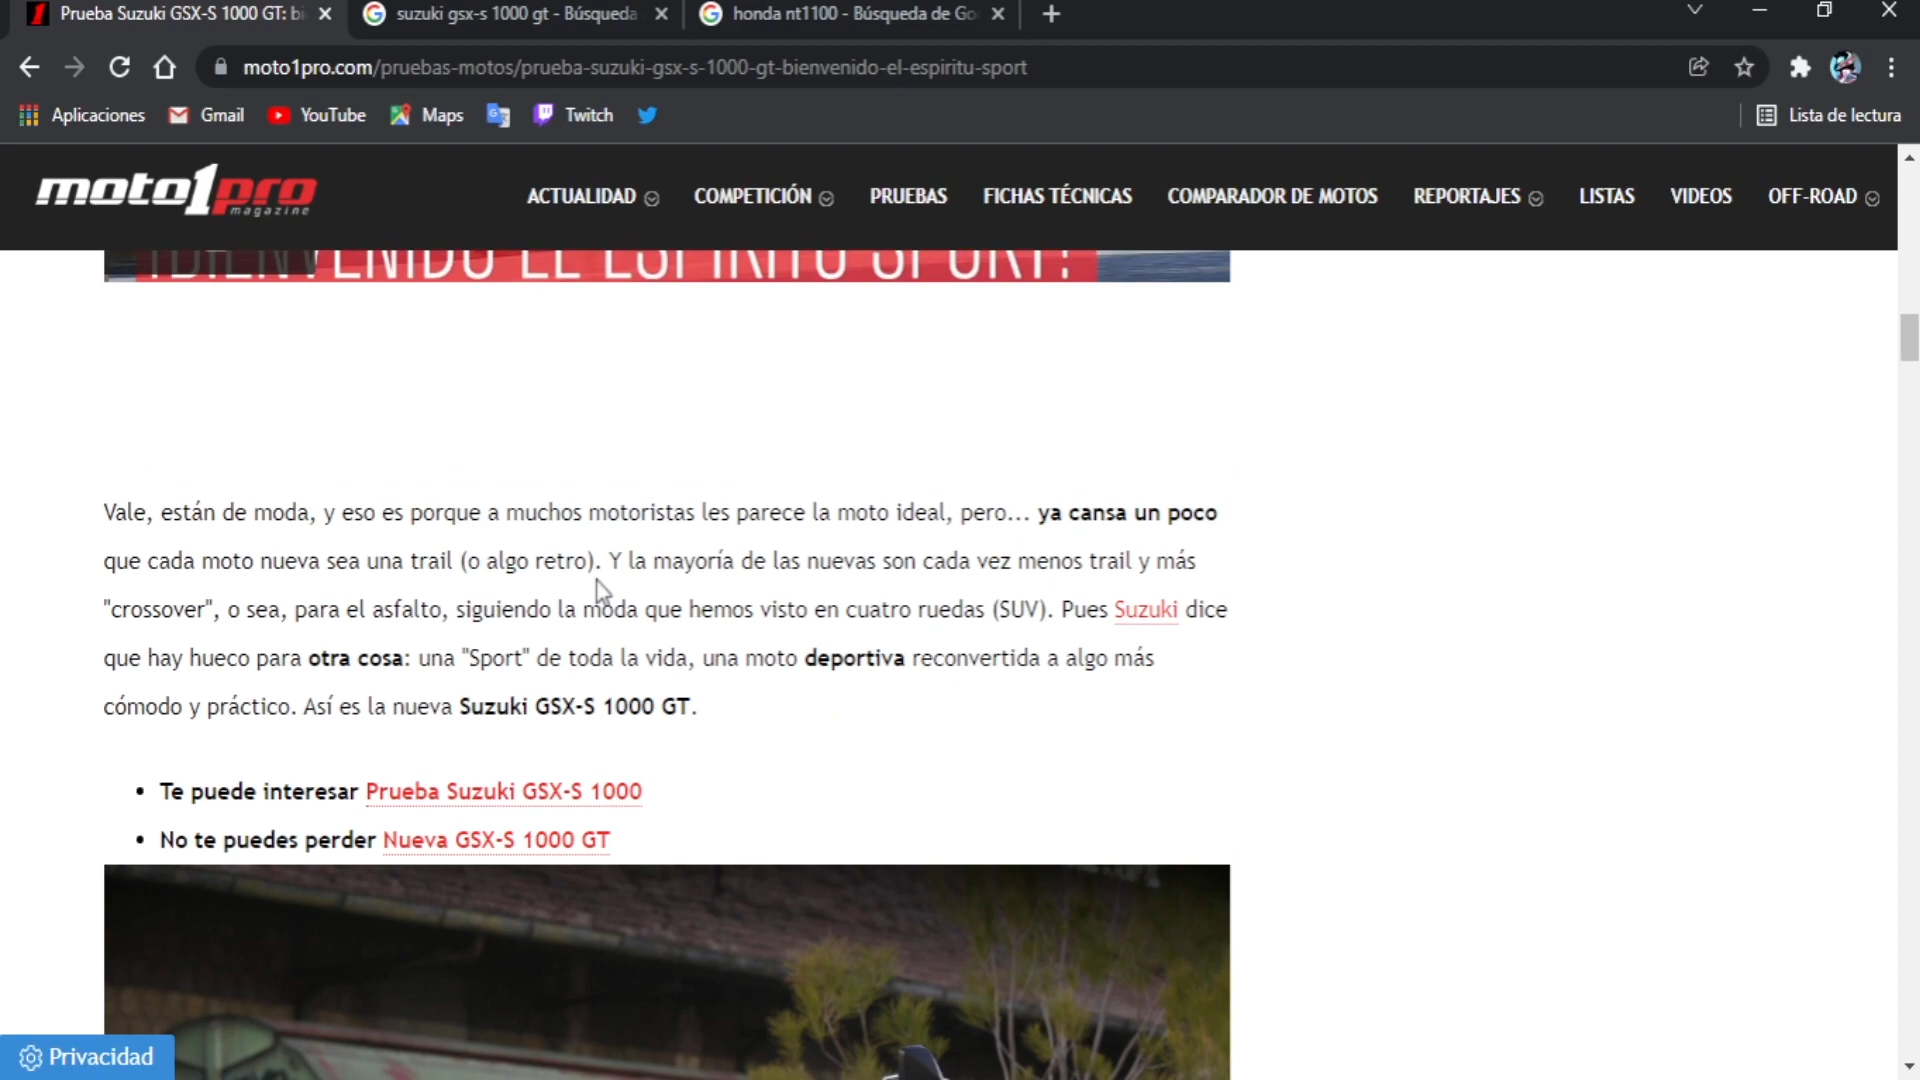 Prueba Suzuki GSX-S 1000 GT: bi
suzuki gsx-s 1000 gt - Búsqueda
honda nt1100 - Búsqueda de Go
moto1pro.com/pruebas-motos/prueba-suzuki-gsx-s-1000-gt-bienvenido-el-espiritu-sport
Aplicaciones
Gmail
YouTube
Maps
Twitch
Lista de lectura
moto1pro
magazine
ACTUALIDAD
COMPETICIÓN
PRUEBAS
FICHAS TÉCNICAS
COMPARADOR DE MOTOS
REPORTAJES
LISTAS
VIDEOS
OFF-ROAD
¡BIENVENIDO EL ESPÍRITU SPORT!
Vale, están de moda, y eso es porque a muchos motoristas les parece la moto ideal, pero... ya cansa un poco
que cada moto nueva sea una trail (o algo retro). Y la mayoría de las nuevas son cada vez menos trail y más
"crossover", o sea, para el asfalto, siguiendo la moda que hemos visto en cuatro ruedas (SUV). Pues Suzuki dice
que hay hueco para otra cosa: una "Sport" de toda la vida, una moto deportiva reconvertida a algo más
cómodo y práctico. Así es la nueva Suzuki GSX-S 1000 GT.
• Te puede interesar Prueba Suzuki GSX-S 1000
• No te puedes perder Nueva GSX-S 1000 GT
Privacidad